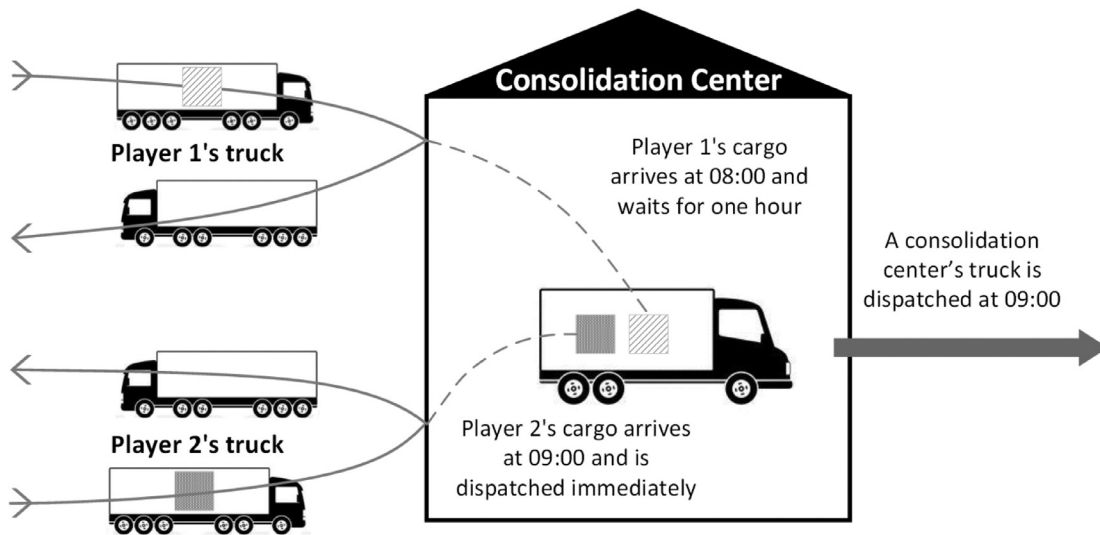 Consolidation Center
Player 1's truck
Player 1's cargo
arrives at 08:00 and
waits for one hour
A consolidation
center’s truck is
dispatched at 09:00
Player 2's truck
Player 2's cargo arrives
at 09:00 and is
dispatched immediately